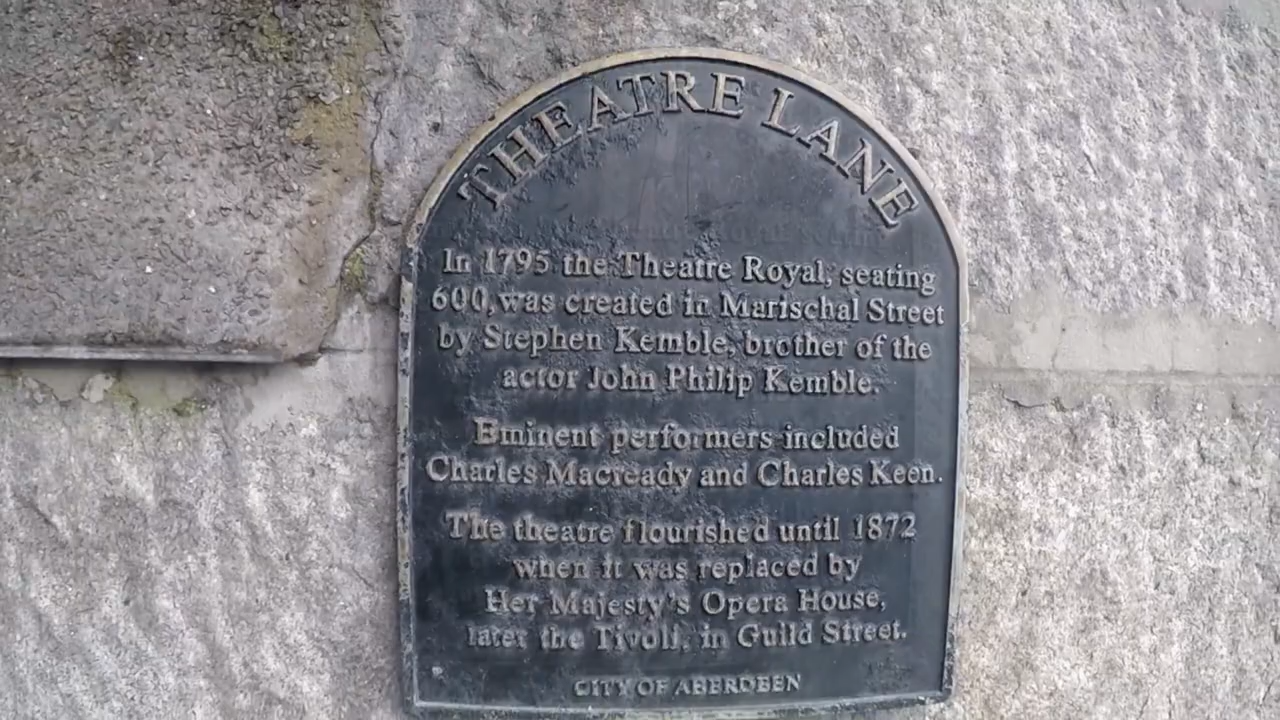 THEATRE LANE
In 1795 the Theatre Royal, seating
600, was created in Marischal Street
by Stephen Kemble, brother of the
actor John Philip Kemble.
Eminent performers included
Charles Macready and Charles Keen.
The theatre flourished until 1872
when it was replaced by
Her Majesty's Opera House,
later the Tivoli, in Guild Street.
CITY OF ABERDEEN